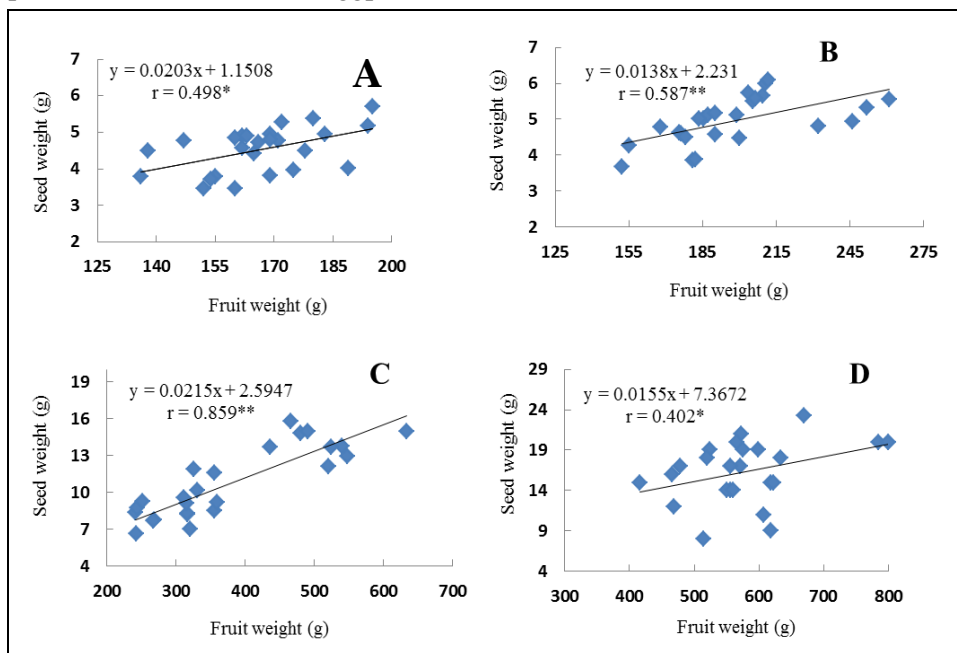 A
y = 0.0203x + 1.1508
r = 0.498*
Seed weight (g)
7
6
5
4
3
2
125 140 155 170 185 200
Fruit weight (g)
B
y = 0.0138x + 2.231
r = 0.587**
Seed weight (g)
7
6
5
4
3
2
125 155 185 215 245 275
Fruit weight (g)
C
y = 0.0215x + 2.5947
r = 0.859**
Seed weight (g)
19
16
13
10
7
4
200 300 400 500 600 700
Fruit weight (g)
D
y = 0.0155x + 7.3672
r = 0.402*
Seed weight (g)
29
24
19
14
9
4
300 400 500 600 700 800
Fruit weight (g)